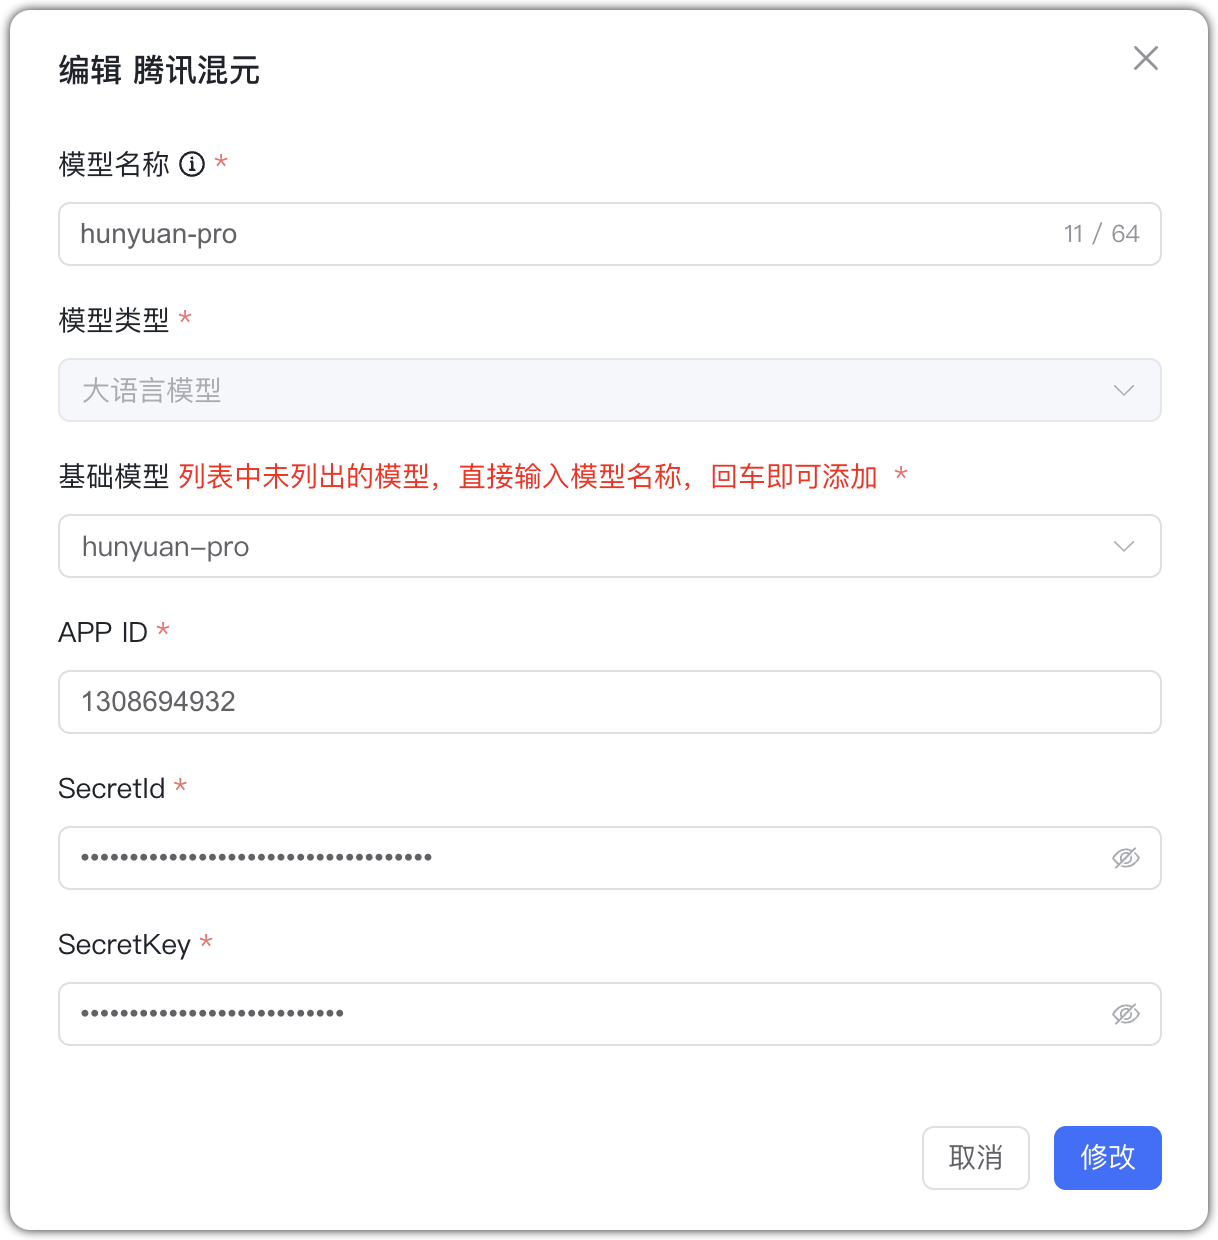 编辑 腾讯混元
模型名称 *
hunyuan-pro 11 / 64
模型类型 *
大语言模型
基础模型 列表中未列出的模型，直接输入模型名称，回车即可添加 *
hunyuan-pro
APP ID *
1308694932
SecretId *
••••••••••••••••••••••••••••••••••••
SecretKey *
•••••••••••••••••••••••••••
取消 修改